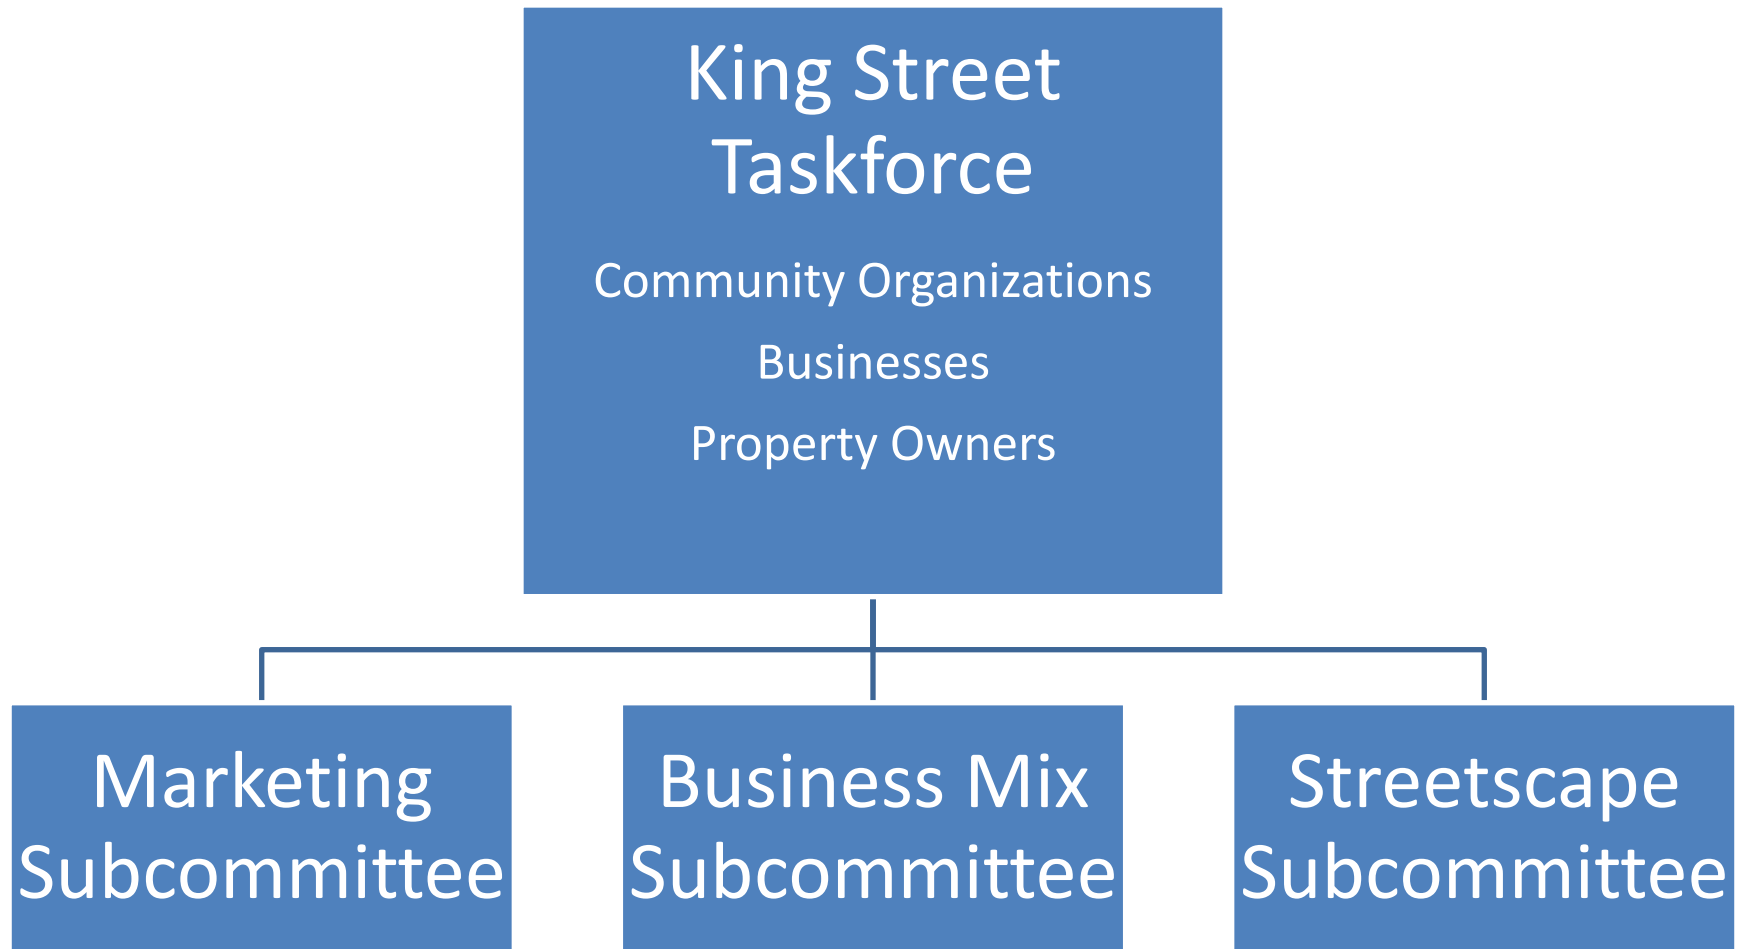 King Street
Taskforce
Community Organizations
Businesses
Property Owners
Marketing
Subcommittee
Business Mix
Subcommittee
Streetscape
Subcommittee